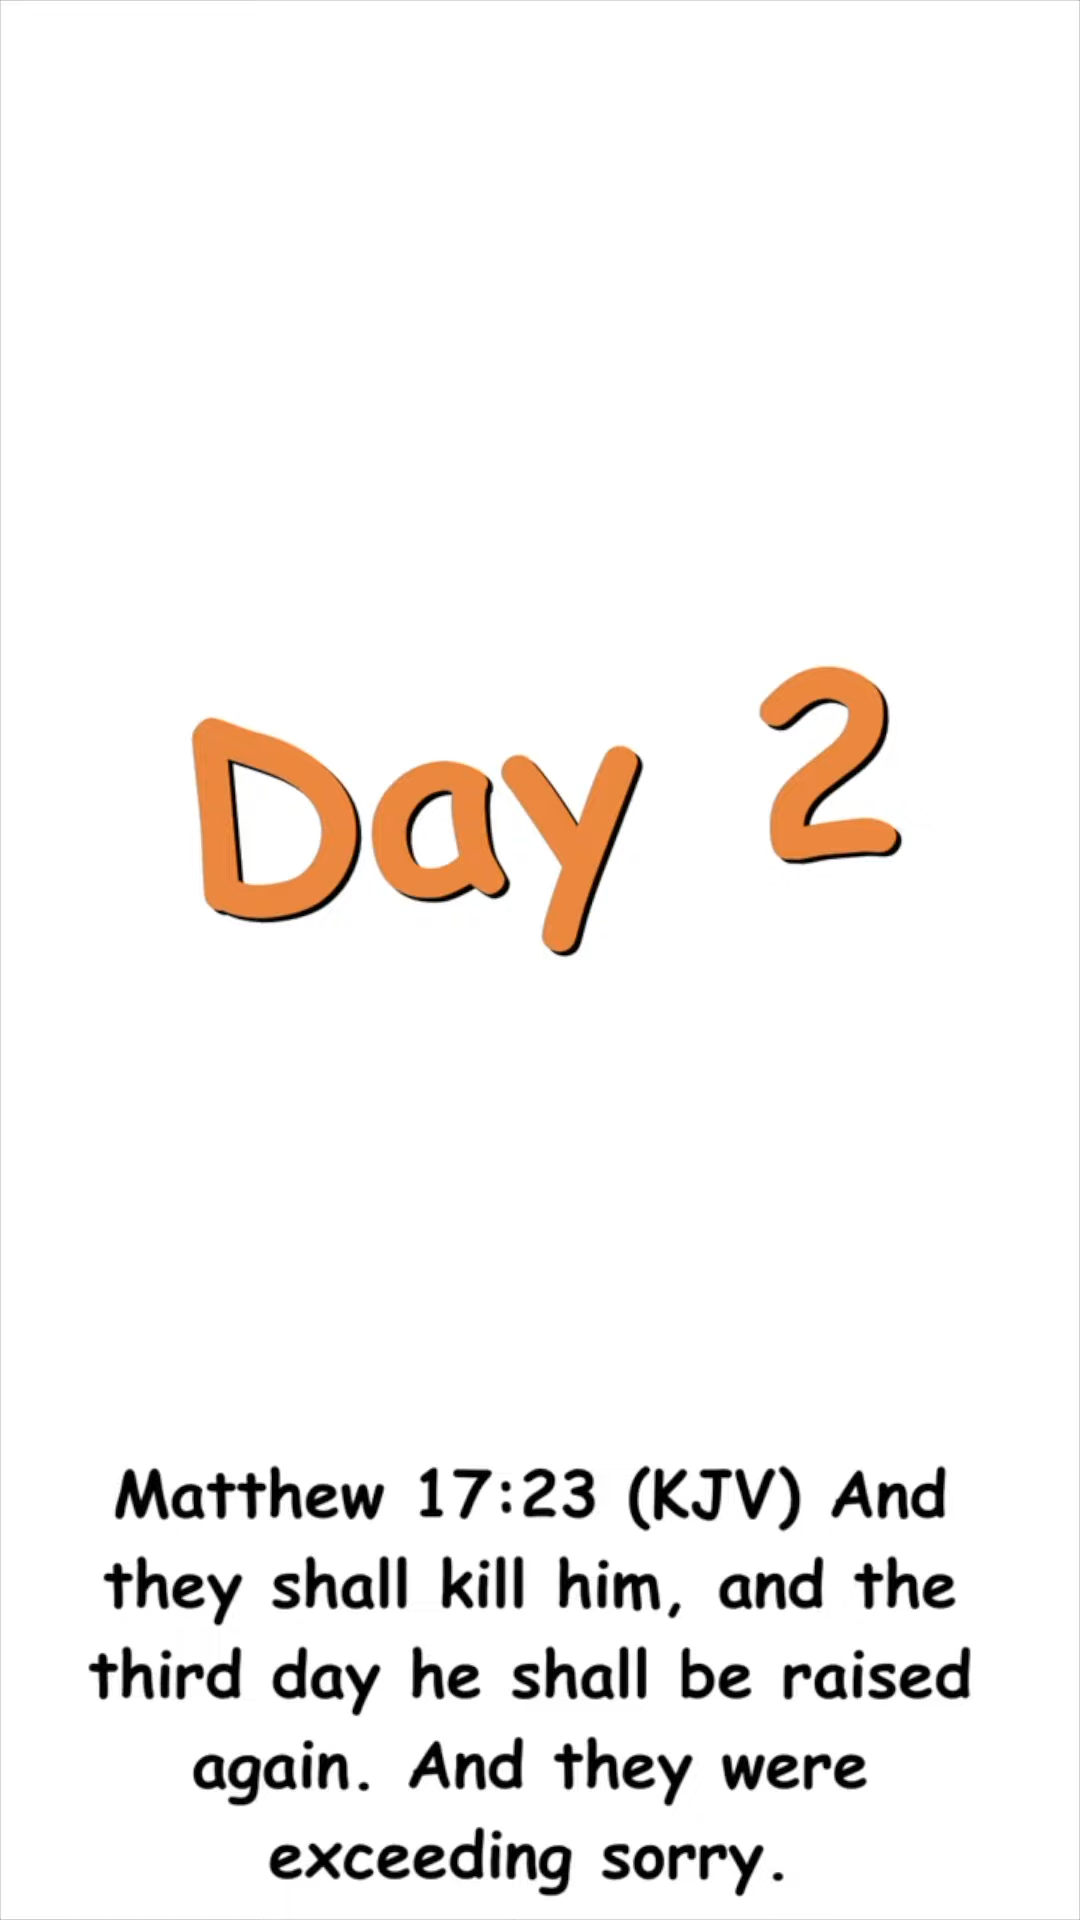 Day 2
Matthew 17:23 (KJV) And
they shall kill him, and the
third day he shall be raised
again. And they were
exceeding sorry.